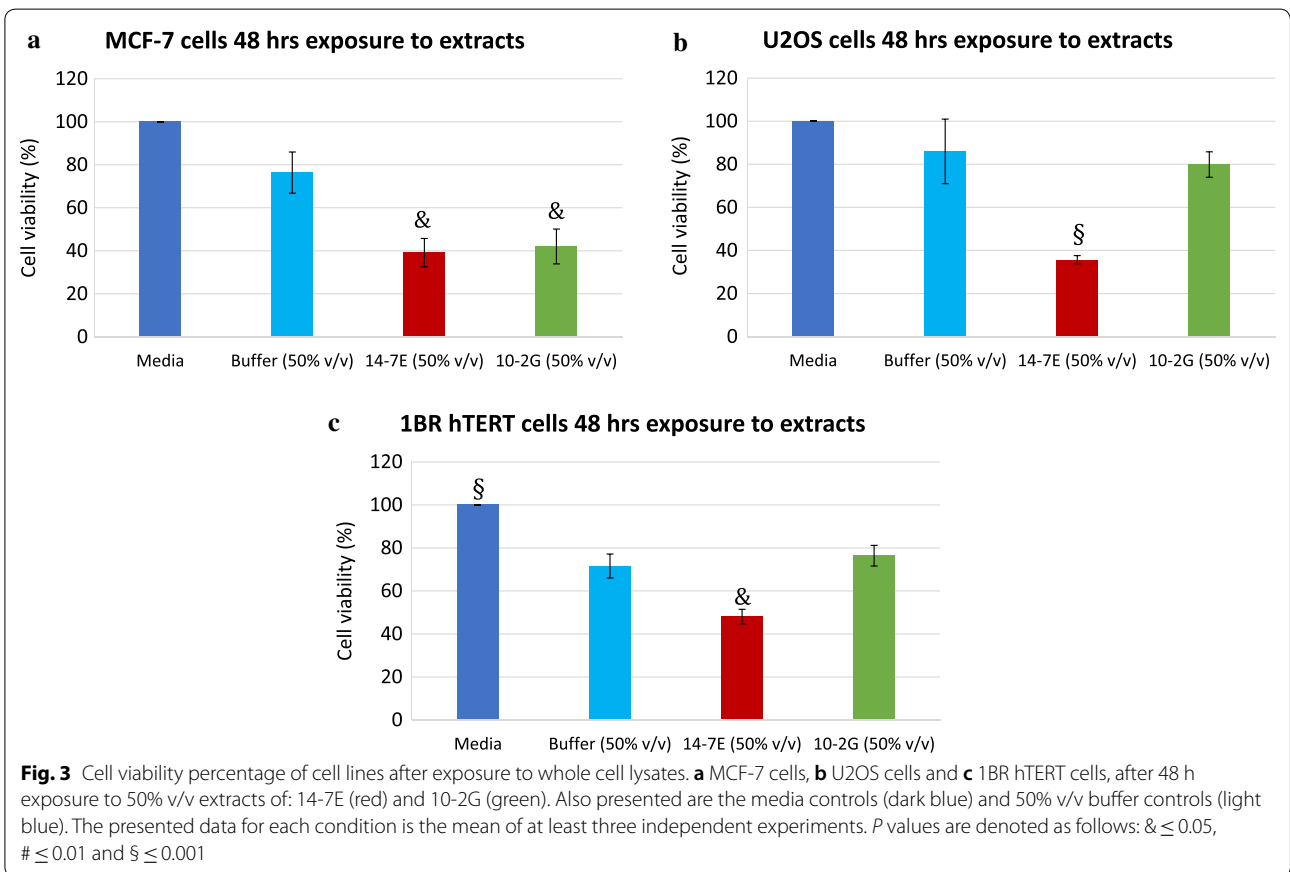 a
MCF-7 cells 48 hrs exposure to extracts
Cell viability (%)
120
100
80
60
40
20
0
&
&
Media
Buffer (50% v/v)
14-7E (50% v/v)
10-2G (50% v/v)
b
U2OS cells 48 hrs exposure to extracts
Cell viability (%)
120
100
80
60
40
20
0
§
Media
Buffer (50% v/v)
14-7E (50% v/v)
10-2G (50% v/v)
c
1BR hTERT cells 48 hrs exposure to extracts
Cell viability (%)
120
100
80
60
40
20
0
§
&
Media
Buffer (50% v/v)
14-7E (50% v/v)
10-2G (50% v/v)
Fig. 3 Cell viability percentage of cell lines after exposure to whole cell lysates. a MCF-7 cells, b U2OS cells and c 1BR hTERT cells, after 48 h
exposure to 50% v/v extracts of: 14-7E (red) and 10-2G (green). Also presented are the media controls (dark blue) and 50% v/v buffer controls (light
blue). The presented data for each condition is the mean of at least three independent experiments. P values are denoted as follows: & ≤ 0.05,
# ≤ 0.01 and § ≤ 0.001